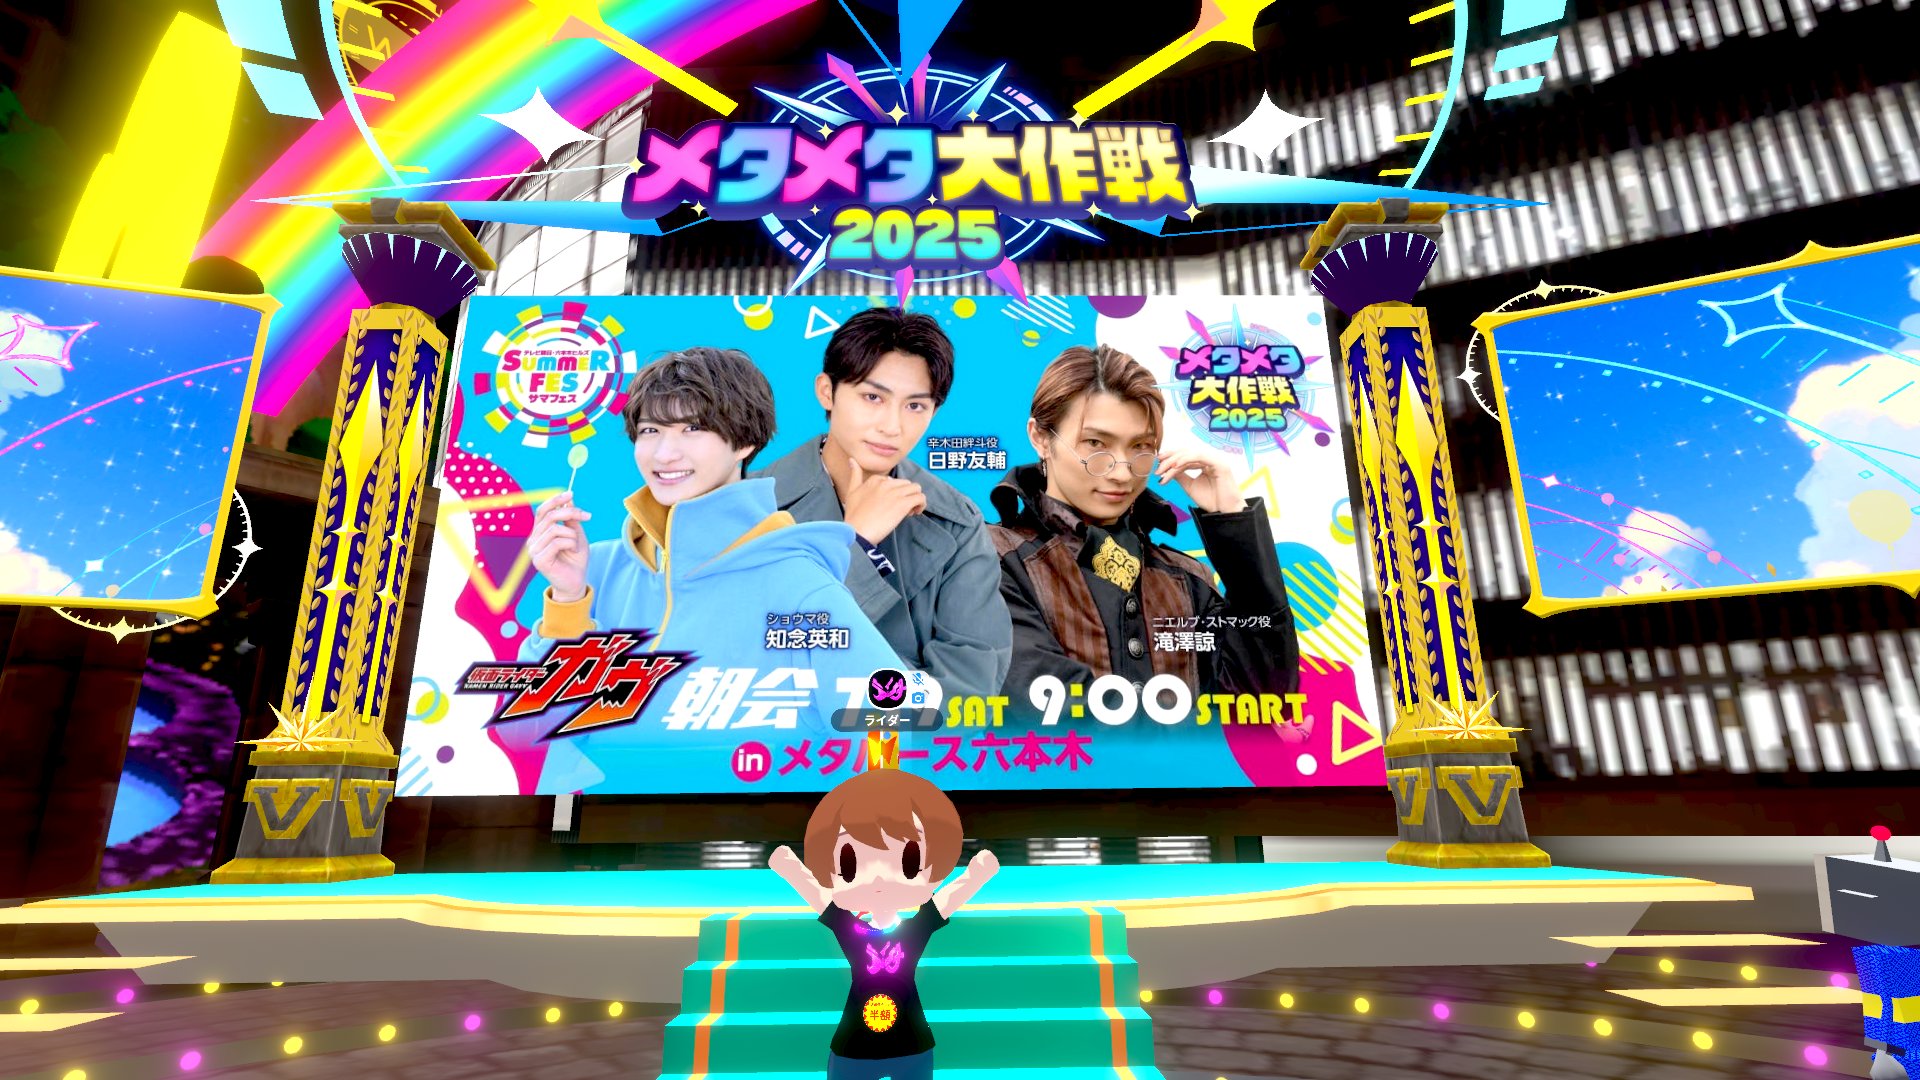 メタメタ大作戦
2025
テレビ朝日・六本木ヒルズ
SUMMER
FES
サマフェス
メタメタ
大作戦
2025
辛木田絆斗役
日野友輔
ショウマ役
知念英和
ニエルブ・ストマック役
滝澤諒
仮面ライダー
KAMEN RIDER GAVV
ガヴ
朝会
SAT 9:00 START
in メタバース六本木
ライダー
V
V
半額